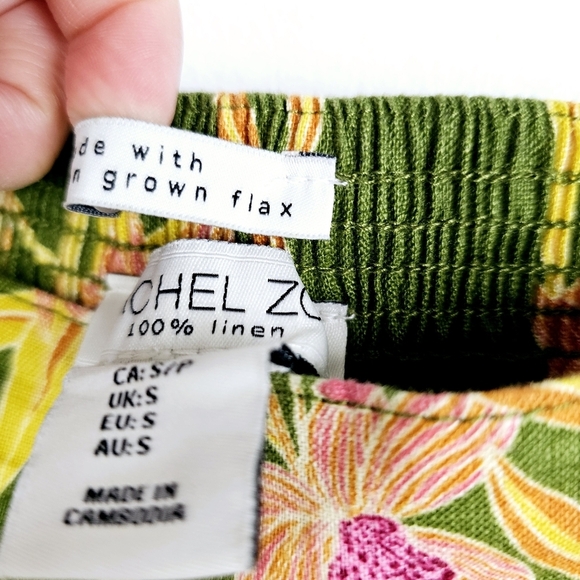 de with
n grown flax
CHEL ZO
100% linen
CA: S/P
UK: S
EU: S
AU: S
MADE IN
CAMBODIA